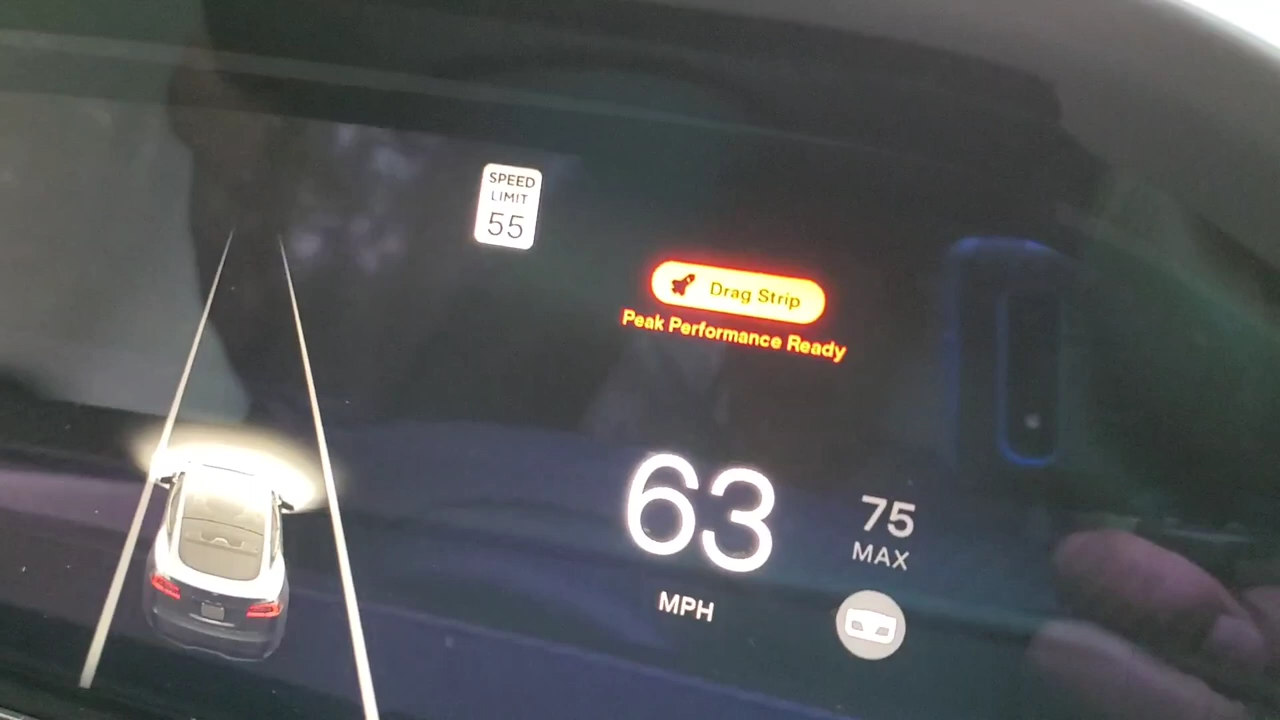 SPEED
LIMIT
55
Drag Strip
Peak Performance Ready
63
MPH
75
MAX